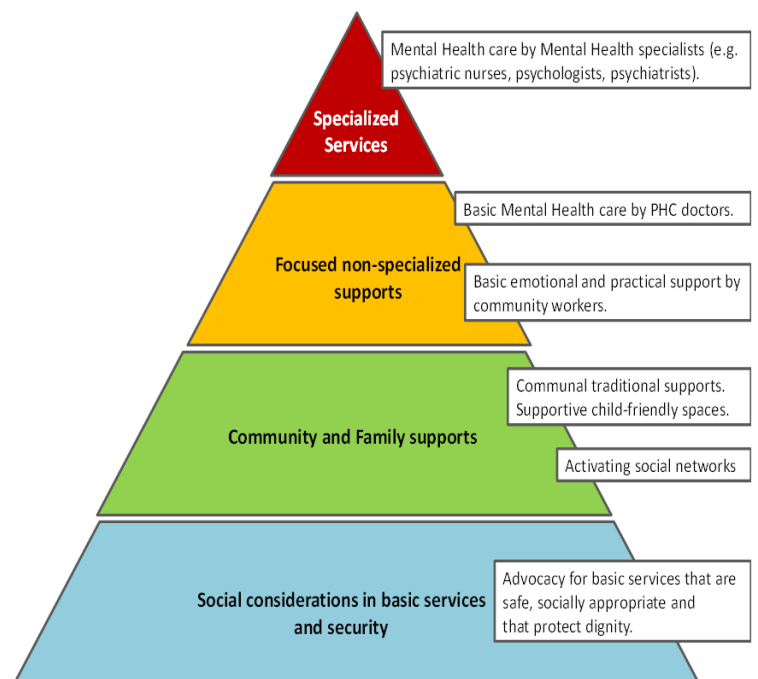 Mental Health care by Mental Health specialists (e.g.
psychiatric nurses, psychologists, psychiatrists).
Specialized
Services
Basic Mental Health care by PHC doctors.
Focused non-specialized
supports
Basic emotional and practical support by
community workers.
Communal traditional supports.
Supportive child-friendly spaces.
Community and Family supports
Activating social networks
Social considerations in basic services
and security
Advocacy for basic services that are
safe, socially appropriate and
that protect dignity.